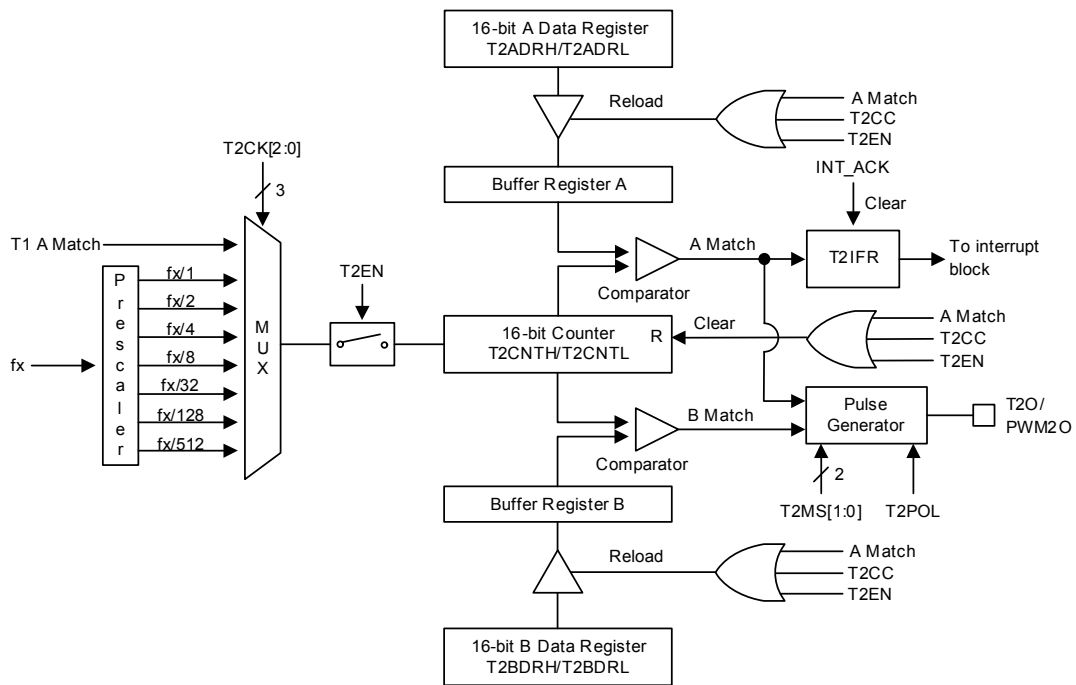 16-bit A Data Register
T2ADRH/T2ADRL
Reload
A Match
T2CC
T2EN
T2CK[2:0]
3
Buffer Register A
INT_ACK
Clear
T1 A Match
A Match
T2IFR
To interrupt
block
Prescaler
fx/1
fx/2
fx/4
fx/8
fx/32
fx/128
fx/512
fx
MUX
T2EN
Comparator
16-bit Counter
T2CNTH/T2CNTL
R
Clear
A Match
T2CC
T2EN
B Match
Comparator
Pulse
Generator
T2O/
PWM2O
2
T2MS[1:0]
T2POL
Buffer Register B
Reload
A Match
T2CC
T2EN
16-bit B Data Register
T2BDRH/T2BDRL